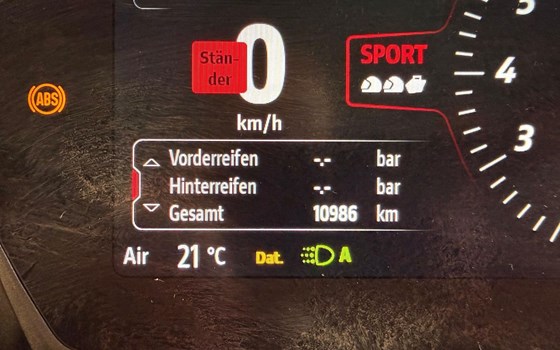 5
SPORT
Stän-
der
0
4
ABS
km/h
3
Vorderreifen -.- bar
Hinterreifen -.- bar
Gesamt 10986 km
Air 21 °C Dat. A